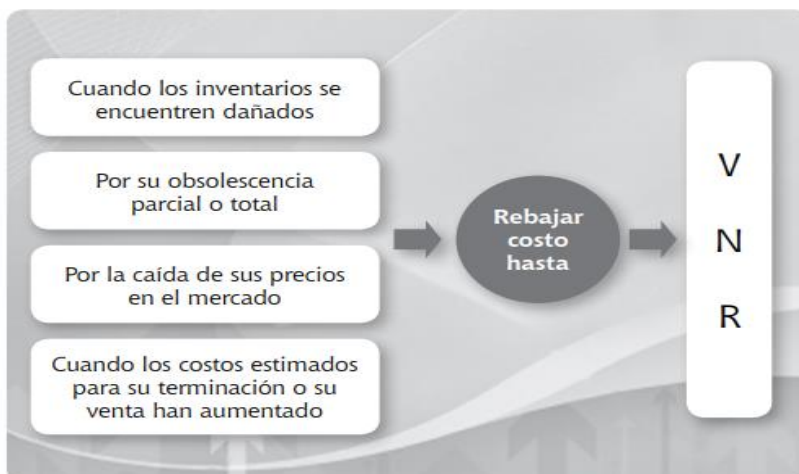 Cuando los inventarios se
encuentren dañados
Por su obsolescencia
parcial o total
Por la caída de sus precios
en el mercado
Cuando los costos estimados
para su terminación o su
venta han aumentado
Rebajar
costo
hasta
V
N
R